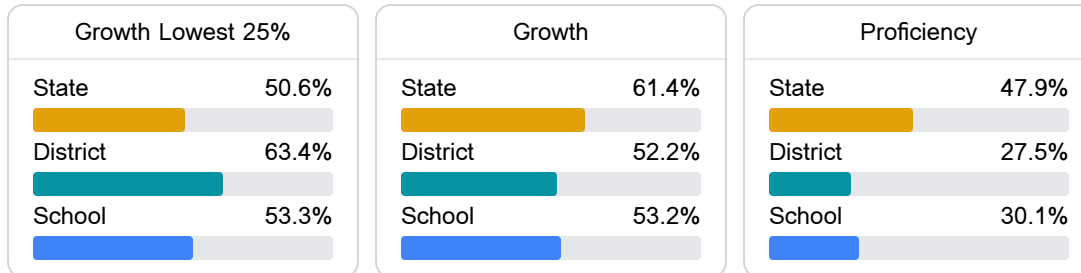 Growth Lowest 25%
State 50.6%
District 63.4%
School 53.3%
Growth
State 61.4%
District 52.2%
School 53.2%
Proficiency
State 47.9%
District 27.5%
School 30.1%